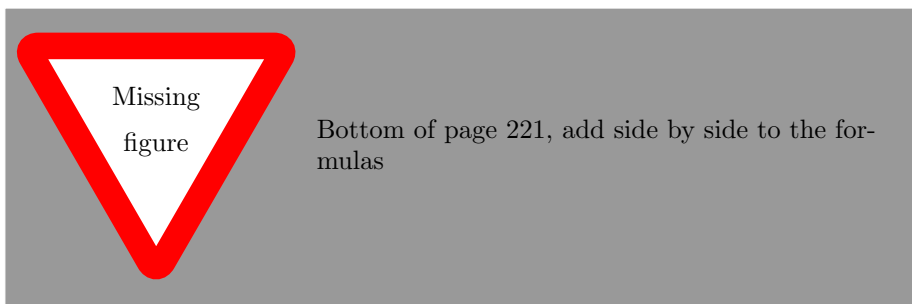 Missing
figure
Bottom of page 221, add side by side to the for-
mulas